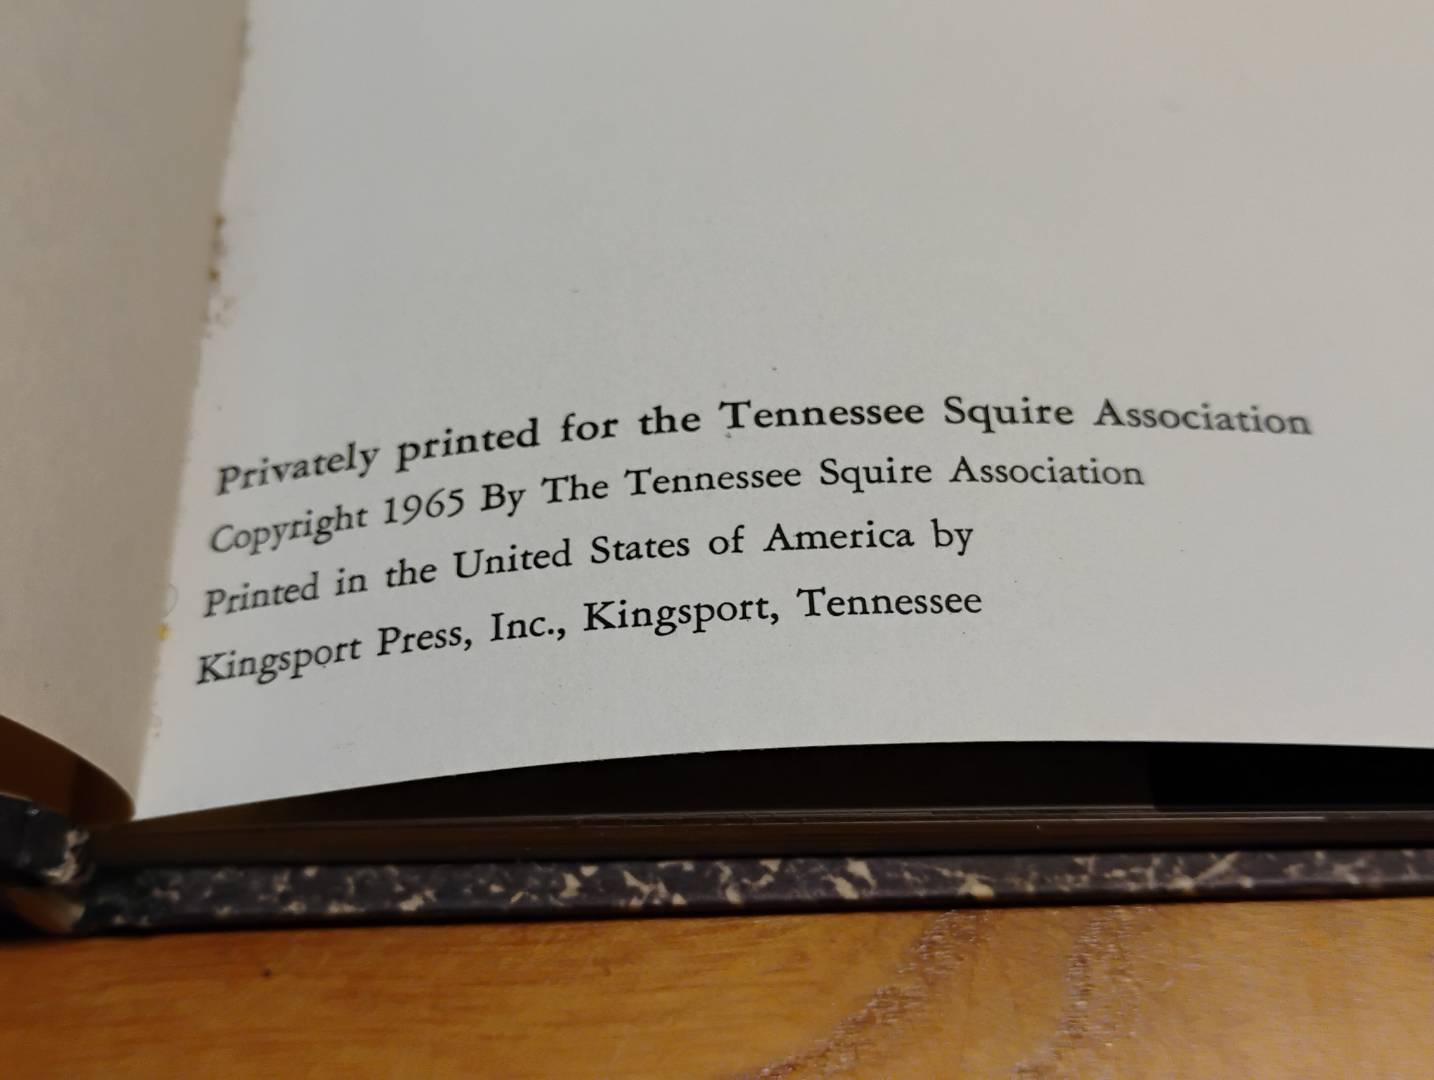 Privately printed for the Tennessee Squire Association
Copyright 1965 By The Tennessee Squire Association
Printed in the United States of America by
Kingsport Press, Inc., Kingsport, Tennessee